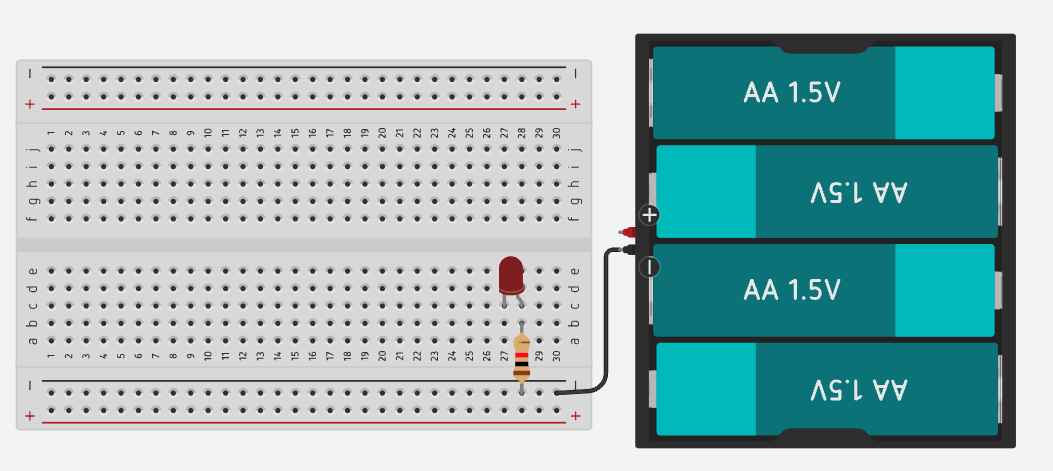 − −
+ +
1 2 3 4 5 6 7 8 9 10 11 12 13 14 15 16 17 18 19 20 21 22 23 24 25 26 27 28 29 30
j j
i i
h h
g g
f f
e e
d d
c c
b b
a a
1 2 3 4 5 6 7 8 9 10 11 12 13 14 15 16 17 18 19 20 21 22 23 24 25 26 27 28 29 30
− −
+ +
AA 1.5V
AA 1.5V
+
−
AA 1.5V
AA 1.5V